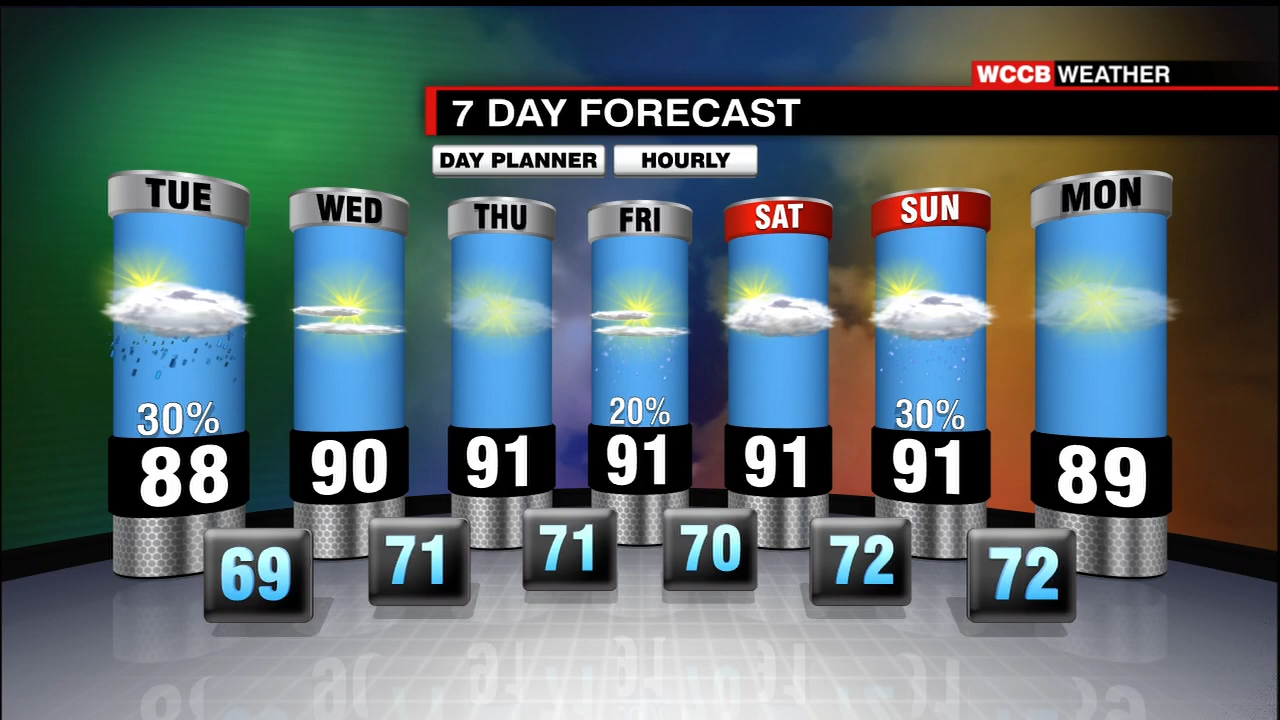 WCCB WEATHER
7 DAY FORECAST
DAY PLANNER HOURLY
TUE WED THU FRI SAT SUN MON
30% 20% 30%
88 90 91 91 91 91 89
69 71 71 70 72 72